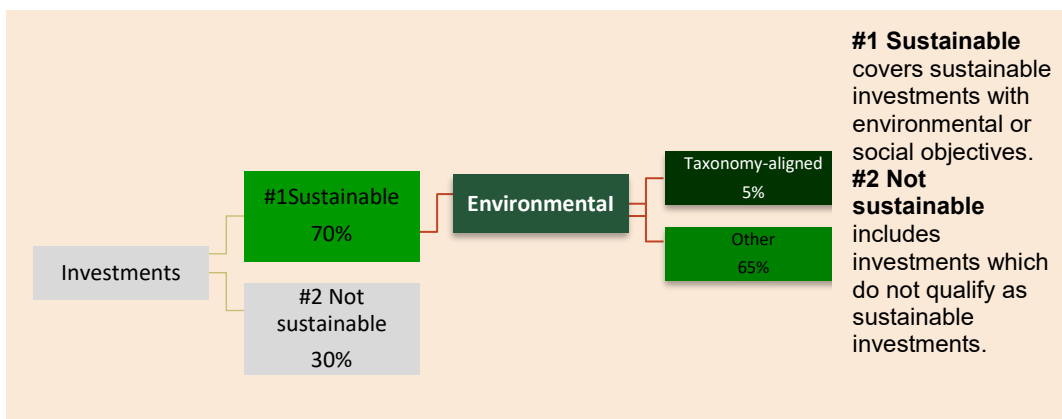 Investments
#1Sustainable
70%
#2 Not
sustainable
30%
Environmental
Taxonomy-aligned
5%
Other
65%
#1 Sustainable
covers sustainable
investments with
environmental or
social objectives.
#2 Not
sustainable
includes
investments which
do not qualify as
sustainable
investments.